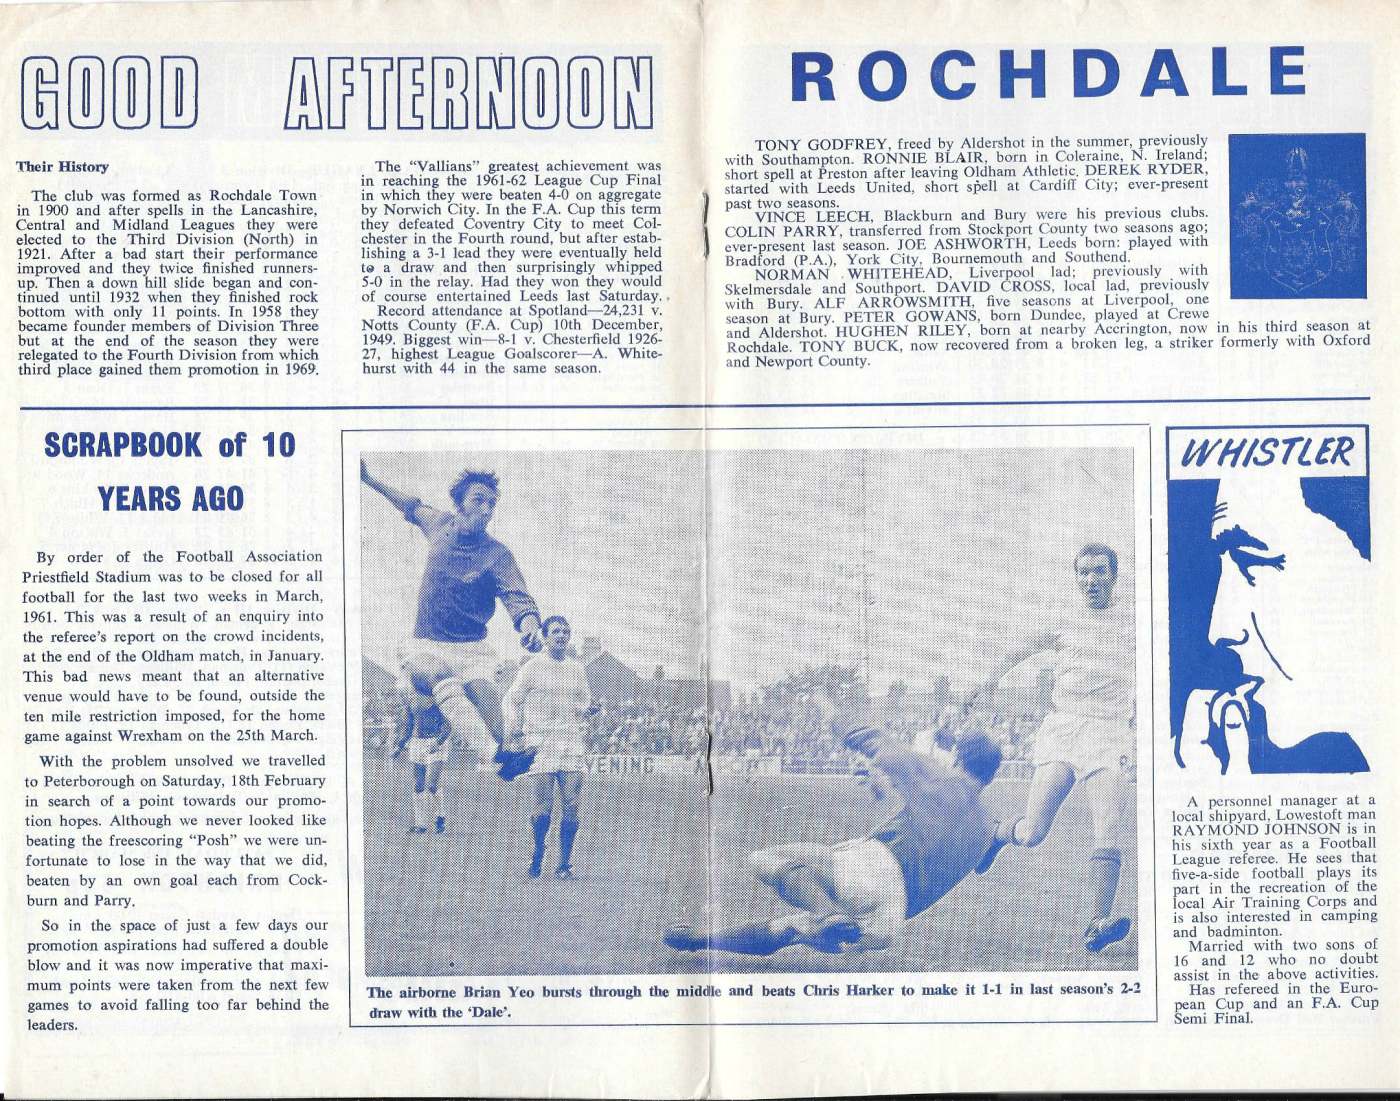 GOOD AFTERNOON
Their History
The club was formed as Rochdale Town
in 1900 and after spells in the Lancashire,
Central and Midland Leagues they were
elected to the Third Division (North) in
1921. After a bad start their performance
improved and they twice finished runners-
up. Then a down hill slide began and con-
tinued until 1932 when they finished rock
bottom with only 11 points. In 1958 they
became founder members of Division Three
but at the end of the season they were
relegated to the Fourth Division from which
third place gained them promotion in 1969.
The "Vallians" greatest achievement was
in reaching the 1961-62 League Cup Final
in which they were beaten 4-0 on aggregate
by Norwich City. In the F.A. Cup this term
they defeated Coventry City to meet Col-
chester in the Fourth round, but after estab-
lishing a 3-1 lead they were eventually held
to a draw and then surprisingly whipped
5-0 in the relay. Had they won they would
of course entertained Leeds last Saturday.
Record attendance at Spotland—24,231 v.
Notts County (F.A. Cup) 10th December,
1949. Biggest win—8-1 v. Chesterfield 1926-
27, highest League Goalscorer—A. White-
hurst with 44 in the same season.
ROCHDALE
TONY GODFREY, freed by Aldershot in the summer, previously
with Southampton. RONNIE BLAIR, born in Coleraine, N. Ireland;
short spell at Preston after leaving Oldham Athletic. DEREK RYDER,
started with Leeds United, short spell at Cardiff City; ever-present
past two seasons.
VINCE LEECH, Blackburn and Bury were his previous clubs.
COLIN PARRY, transferred from Stockport County two seasons ago;
ever-present last season. JOE ASHWORTH, Leeds born: played with
Bradford (P.A.), York City, Bournemouth and Southend.
NORMAN WHITEHEAD, Liverpool lad; previously with
Skelmersdale and Southport. DAVID CROSS, local lad, previously
with Bury. ALF ARROWSMITH, five seasons at Liverpool, one
season at Bury. PETER GOWANS, born Dundee, played at Crewe
and Aldershot. HUGHEN RILEY, born at nearby Accrington, now in his third season at
Rochdale. TONY BUCK, now recovered from a broken leg, a striker formerly with Oxford
and Newport County.
SCRAPBOOK of 10
YEARS AGO
By order of the Football Association
Priestfield Stadium was to be closed for all
football for the last two weeks in March,
1961. This was a result of an enquiry into
the referee's report on the crowd incidents,
at the end of the Oldham match, in January.
This bad news meant that an alternative
venue would have to be found, outside the
ten mile restriction imposed, for the home
game against Wrexham on the 25th March.
With the problem unsolved we travelled
to Peterborough on Saturday, 18th February
in search of a point towards our promo-
tion hopes. Although we never looked like
beating the freescoring "Posh" we were un-
fortunate to lose in the way that we did,
beaten by an own goal each from Cock-
burn and Parry.
So in the space of just a few days our
promotion aspirations had suffered a double
blow and it was now imperative that maxi-
mum points were taken from the next few
games to avoid falling too far behind the
leaders.
EVENING
The airborne Brian Yeo bursts through the middle and beats Chris Harker to make it 1-1 in last season's 2-2
draw with the 'Dale'.
WHISTLER
A personnel manager at a
local shipyard, Lowestoft man
RAYMOND JOHNSON is in
his sixth year as a Football
League referee. He sees that
five-a-side football plays its
part in the recreation of the
local Air Training Corps and
is also interested in camping
and badminton.
Married with two sons of
16 and 12 who no doubt
assist in the above activities.
Has refereed in the Euro-
pean Cup and an F.A. Cup
Semi Final.